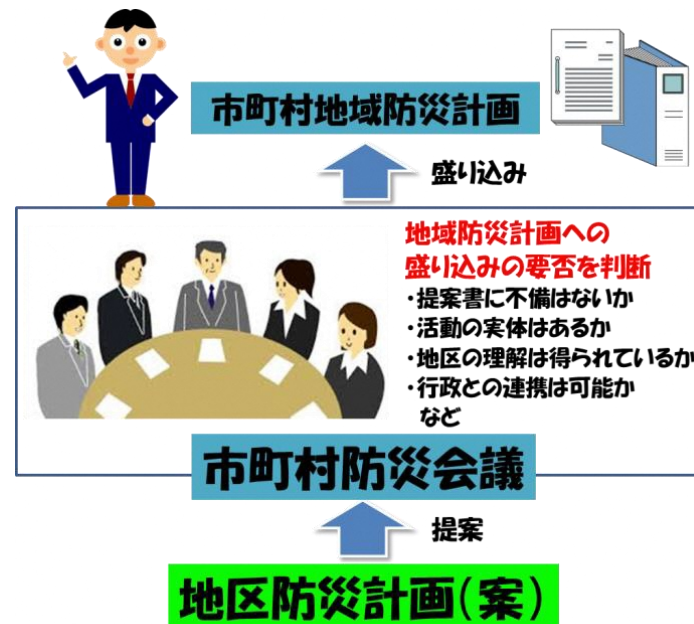 市町村地域防災計画
盛り込み
地域防災計画への
盛り込みの要否を判断
・提案書に不備はないか
・活動の実体はあるか
・地区の理解は得られているか
・行政との連携は可能か
など
市町村防災会議
提案
地区防災計画(案)